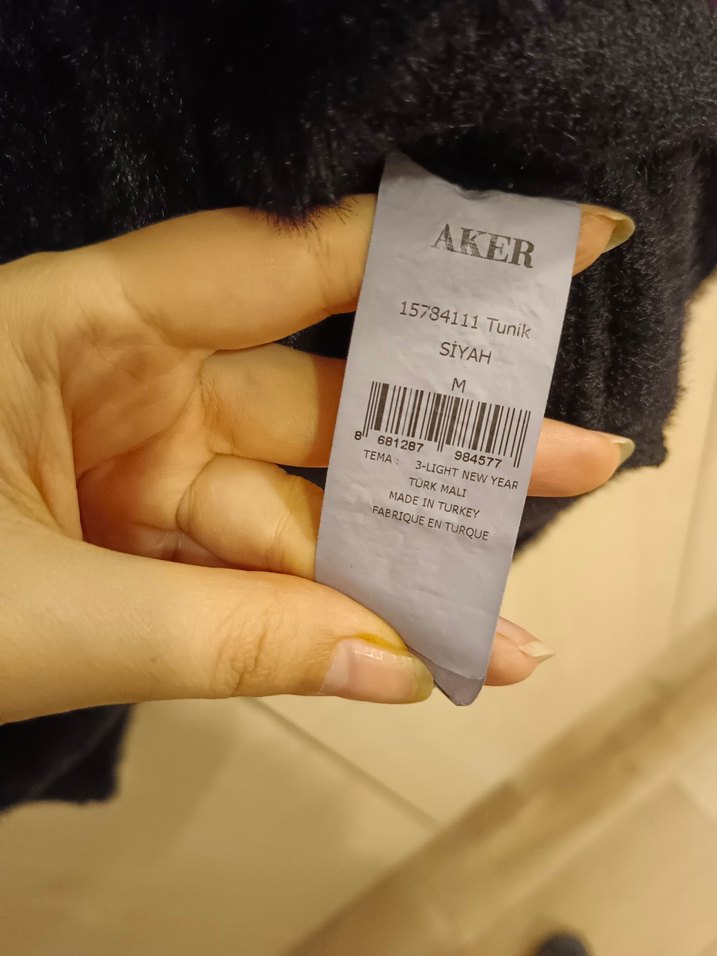 AKER
15784111 Tunik
SİYAH
M
8 681287 984577
TEMA : 3-LIGHT NEW YEAR
TÜRK MALI
MADE IN TURKEY
FABRIQUE EN TURQUE